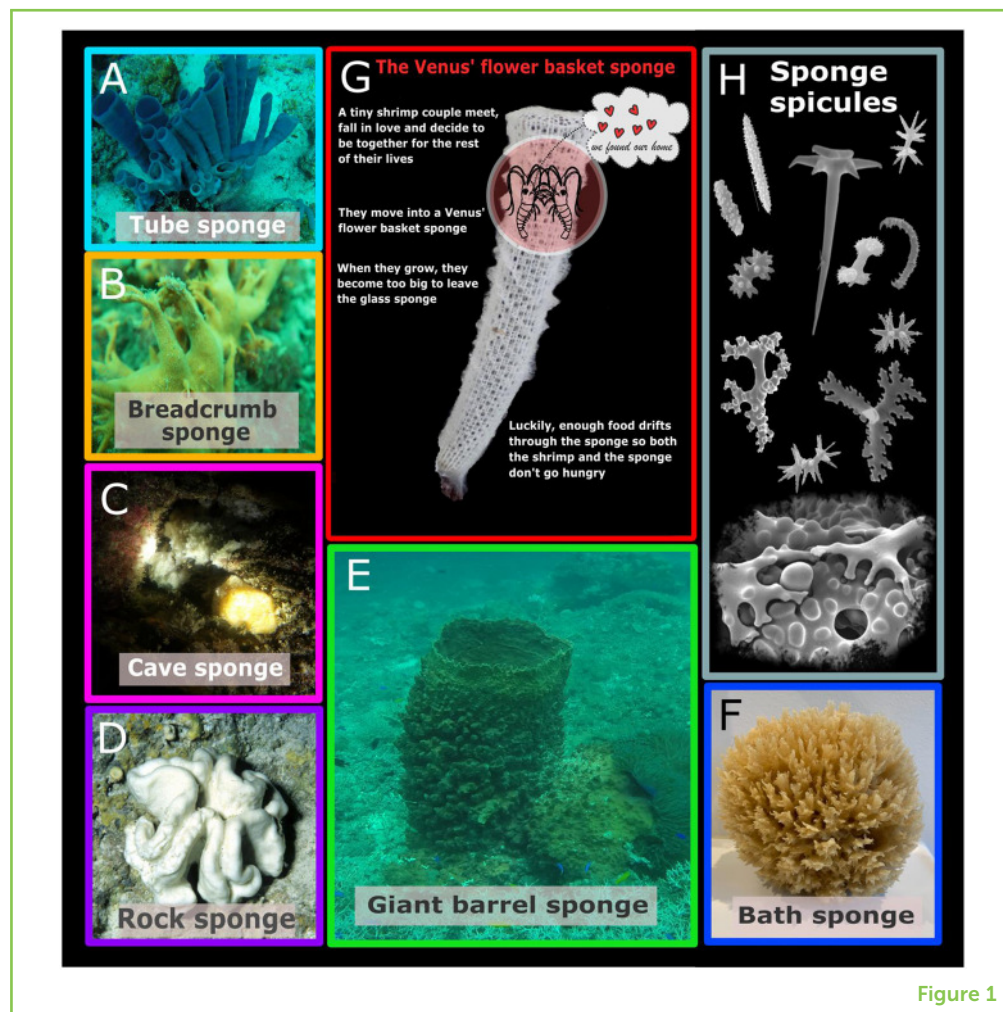 A
Tube sponge
B
Breadcrumb
sponge
C
Cave sponge
D
Rock sponge
G
The Venus' flower basket sponge
A tiny shrimp couple meet,
fall in love and decide to
be together for the rest
of their lives
we found our home
They move into a Venus'
flower basket sponge
When they grow, they
become too big to leave
the glass sponge
Luckily, enough food drifts
through the sponge so both
the shrimp and the sponge
don't go hungry
E
Giant barrel sponge
H
Sponge
spicules
F
Bath sponge
Figure 1